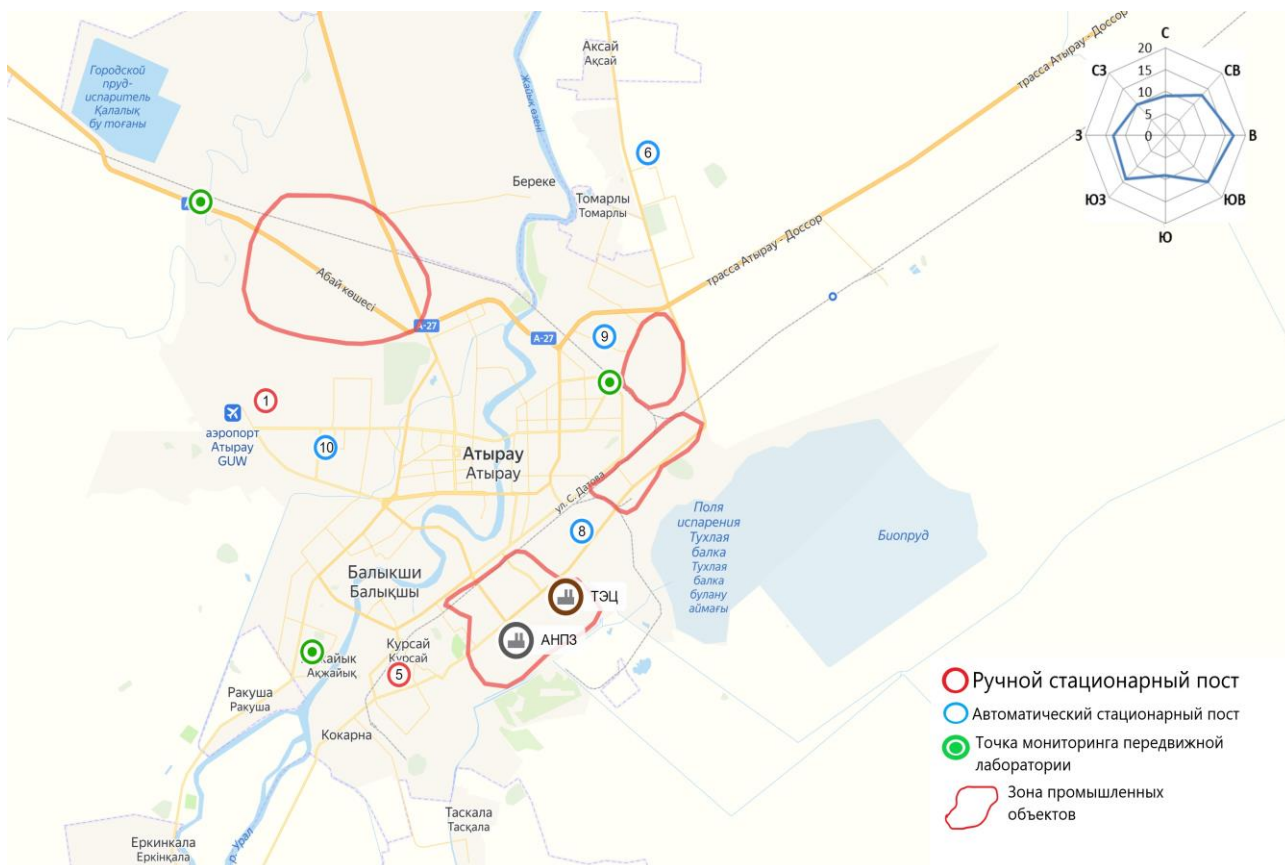 Городской
пруд-
испаритель
Қалалық
бу тоғаны
Аксай
Ақсай
Жайық өзені
трасса Атырау - Доссор
С
20
СЗ
15
СВ
10
5
З
0
В
ЮЗ
ЮВ
Ю
6
Береке
Томарлы
Томарлы
трасса Атырау - Доссор
Абай көшесі
А-27
А-27
9
1
аэропорт
Атырау
GUW
10
Атырау
Атырау
ул. С. Датова
8
Поля
испарения
Тухлая
балка
Тухлая
балка
булану
аймағы
Биопруд
Балыкши
Балықшы
ТЭЦ
АНПЗ
Курсай
Құрсай
5
Ақжайық
Ракуша
Ракуша
Кокарна
Таскала
Тасқала
Еркинкала
Еркінқала
р. Урал
Ручной стационарный пост
Автоматический стационарный пост
Точка мониторинга передвижной
лаборатории
Зона промышленных
объектов